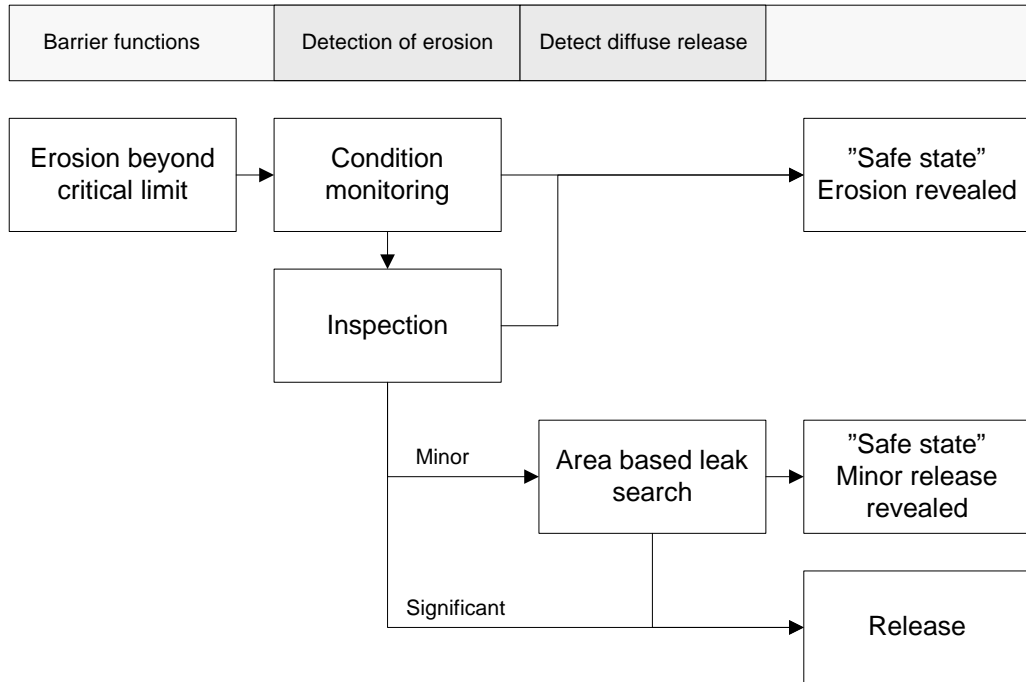 Barrier functions
Detection of erosion
Detect diffuse release
Erosion beyond
critical limit
Condition
monitoring
”Safe state”
Erosion revealed
Inspection
Minor
Area based leak
search
”Safe state”
Minor release
revealed
Significant
Release